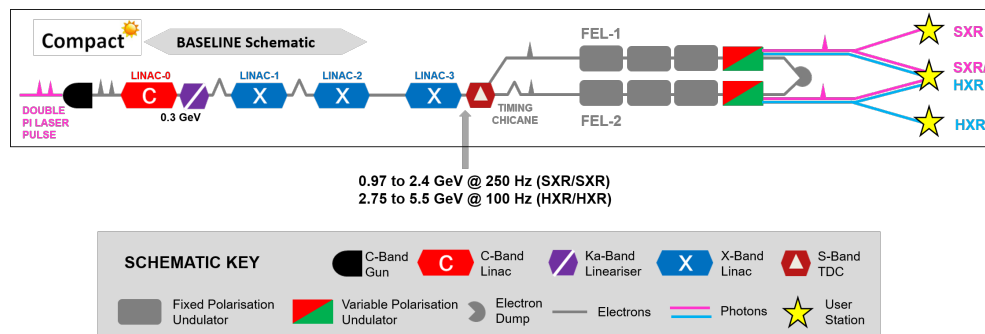 Compact
BASELINE Schematic
FEL-1
SXR
LINAC-0
LINAC-1
LINAC-2
LINAC-3
SXR/
HXR
C
X
X
X
DOUBLE
PI LASER
PULSE
0.3 GeV
TIMING
CHICANE
FEL-2
HXR
0.97 to 2.4 GeV @ 250 Hz (SXR/SXR)
2.75 to 5.5 GeV @ 100 Hz (HXR/HXR)
SCHEMATIC KEY
C-Band
Gun
C
C-Band
Linac
Ka-Band
Lineariser
X
X-Band
Linac
S-Band
TDC
Fixed Polarisation
Undulator
Variable Polarisation
Undulator
Electron
Dump
Electrons
Photons
User
Station